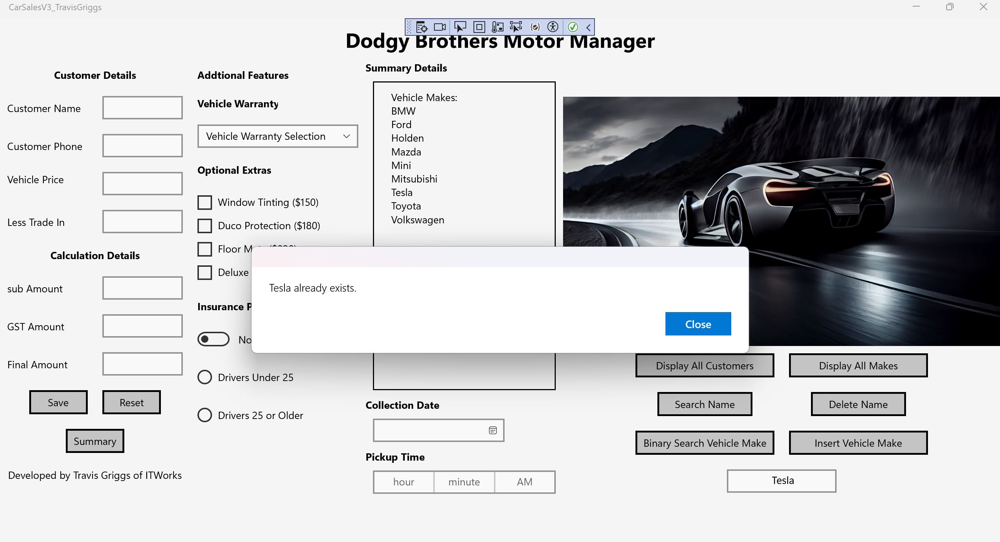 CarSalesV3_TravisGriggs
Dodgy Brothers Motor Manager
Customer Details
Customer Name
Customer Phone
Vehicle Price
Less Trade In
Calculation Details
sub Amount
GST Amount
Final Amount
Save
Reset
Summary
Developed by Travis Griggs of ITWorks
Addtional Features
Vehicle Warranty
Vehicle Warranty Selection
Optional Extras
Window Tinting ($150)
Duco Protection ($180)
Floor
Deluxe
Insurance
No
Drivers Under 25
Drivers 25 or Older
Summary Details
Vehicle Makes:
BMW
Ford
Holden
Mazda
Mini
Mitsubishi
Tesla
Toyota
Volkswagen
Tesla already exists.
Close
Collection Date
Pickup Time
hour minute AM
Display All Customers
Display All Makes
Search Name
Delete Name
Binary Search Vehicle Make
Insert Vehicle Make
Tesla